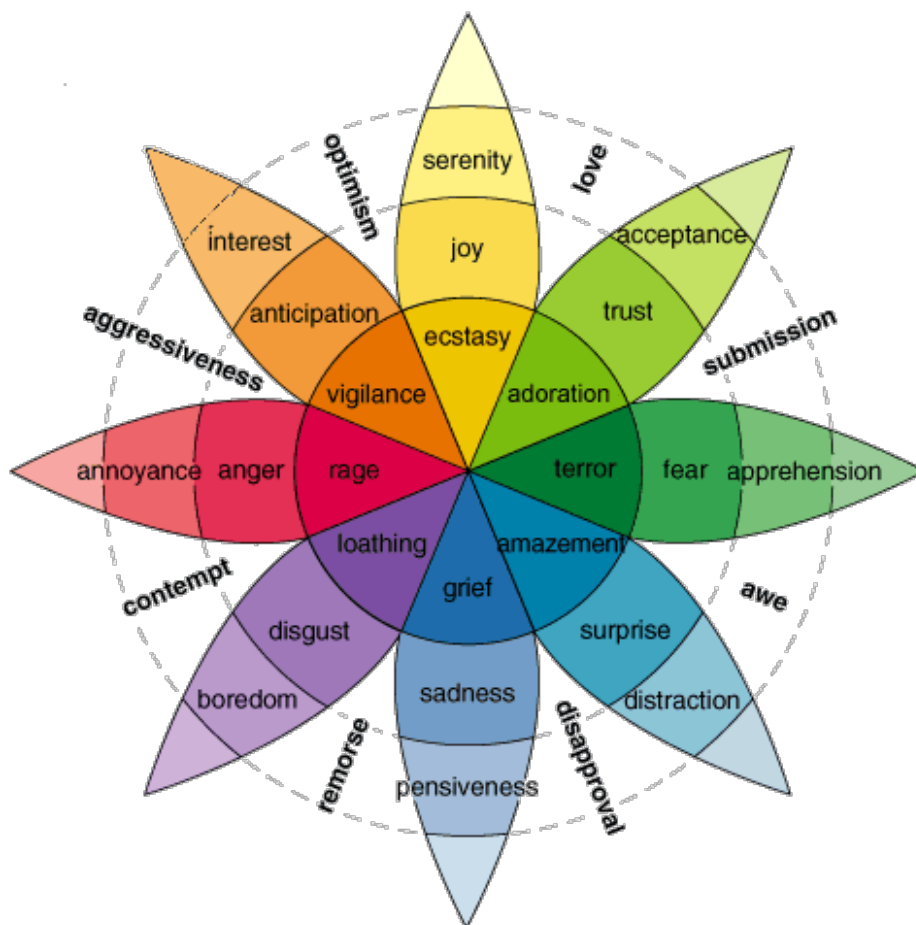 optimism
serenity
love
interest
joy
acceptance
anticipation
trust
aggressiveness
submission
ecstasy
vigilance
adoration
annoyance
anger
rage
terror
fear
apprehension
loathing
amazement
contempt
grief
awe
disgust
surprise
boredom
sadness
distraction
remorse
disapproval
pensiveness